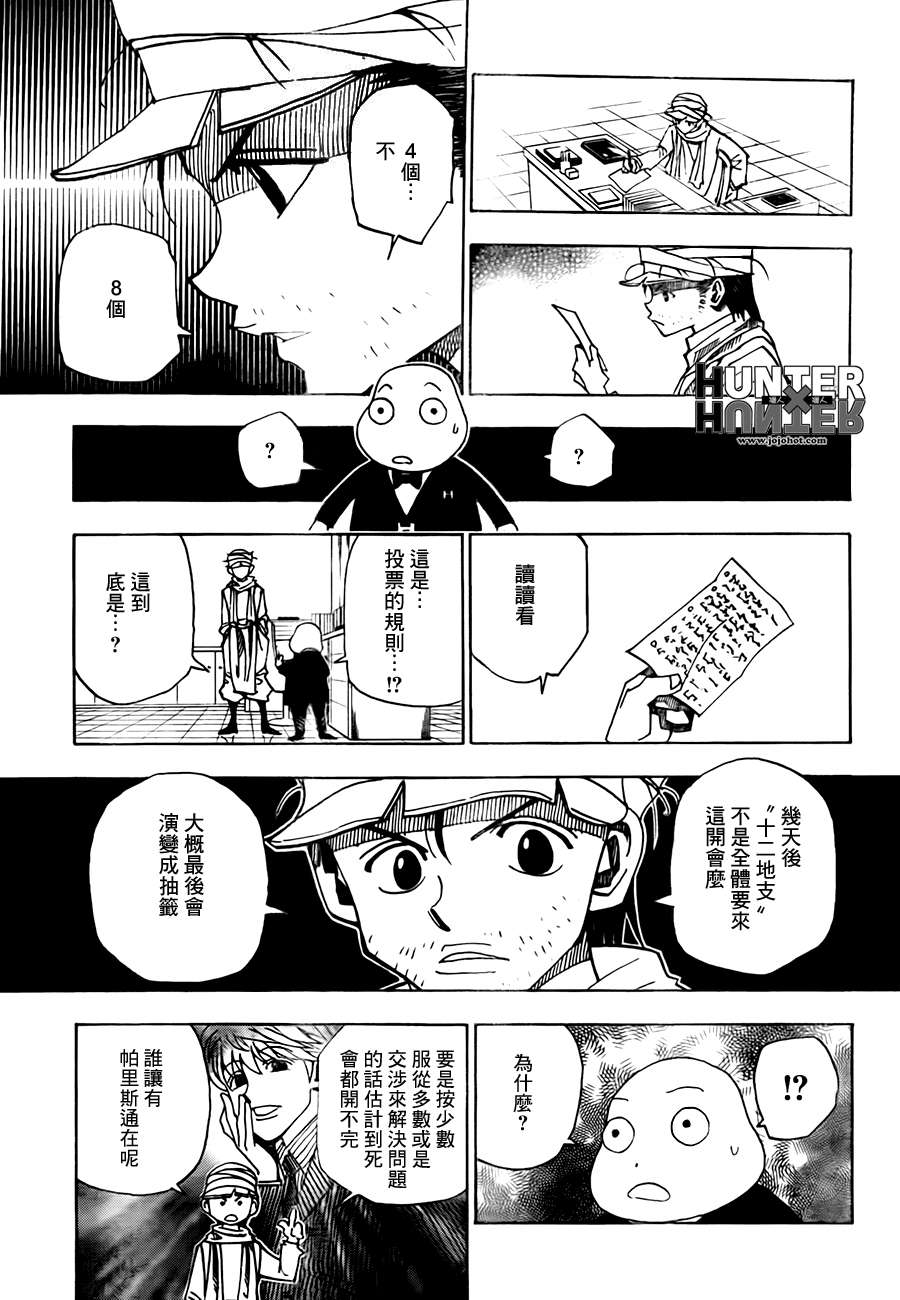 4個…
不
8個
HUNTER
×
HUNTER
www.jojohot.com
?
?
讀讀看
這是…
投票的規則…!?
這到
底是…?
幾天後
〝十二地支〟
不是全體要來
這開會麼
大概最後會
演變成抽籤
!?
為什麼?
要是按少數
服從多數或是
交涉來解決問題
的話估計到死
會都開不完
誰讓有
帕里斯通在呢